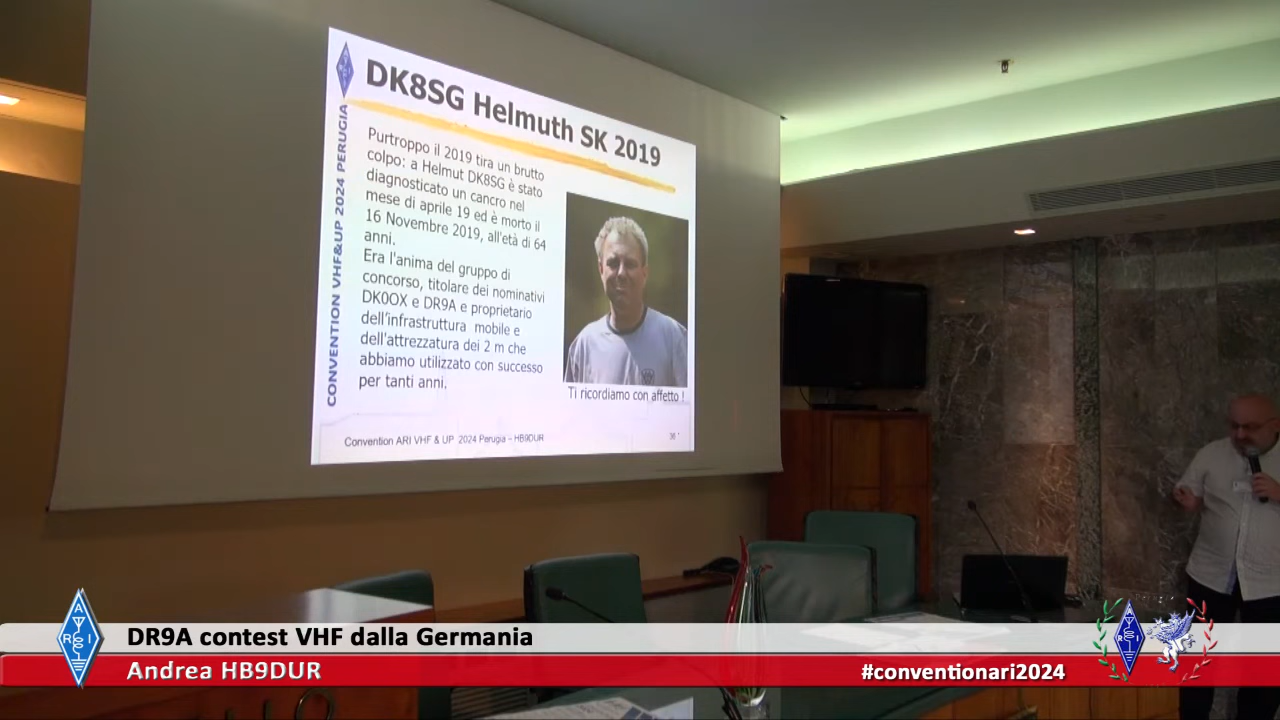 DK8SG Helmuth SK 2019
CONVENTION VHF&UP 2024 PERUGIA
Purtroppo il 2019 tira un brutto
colpo: a Helmut DK8SG è stato
diagnosticato un cancro nel
mese di aprile 19 ed è morto il
16 Novembre 2019, all'età di 64
anni.
Era l'anima del gruppo di
concorso, titolare dei nominativi
DK0OX e DR9A e proprietario
dell'infrastruttura mobile e
dell'attrezzatura dei 2 m che
abbiamo utilizzato con successo
per tanti anni.
Ti ricordiamo con affetto !
Convention ARI VHF & UP 2024 Perugia – HB9DUR
36
A R I
DR9A contest VHF dalla Germania
Andrea HB9DUR
#conventionari2024